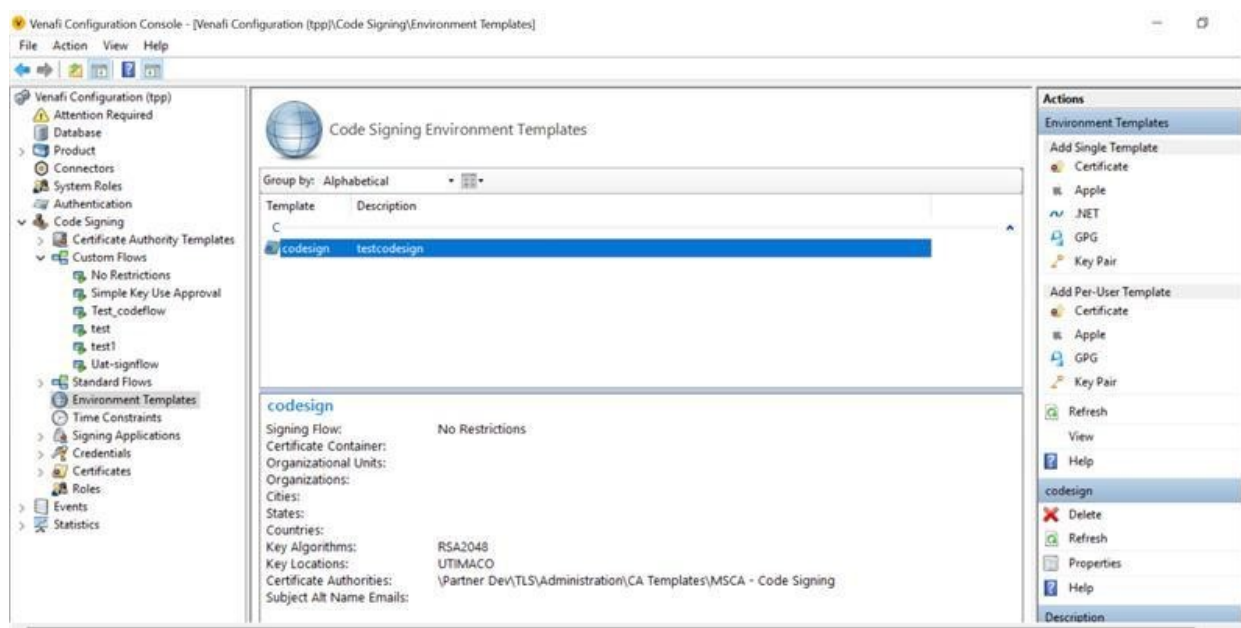 Venafi Configuration Console - [Venafi Configuration (tpp)\Code Signing\Environment Templates]
File Action View Help
Venafi Configuration (tpp)
Attention Required
Database
Product
Connectors
System Roles
Authentication
Code Signing
Certificate Authority Templates
Custom Flows
No Restrictions
Simple Key Use Approval
Test_codeflow
test
test1
Uat-signflow
Standard Flows
Environment Templates
Time Constraints
Signing Applications
Credentials
Certificates
Roles
Events
Statistics
Code Signing Environment Templates
Group by: Alphabetical
Template Description
C
codesign testcodesign
codesign
Signing Flow: No Restrictions
Certificate Container:
Organizational Units:
Organizations:
Cities:
States:
Countries:
Key Algorithms: RSA2048
Key Locations: UTIMACO
Certificate Authorities: \Partner Dev\TLS\Administration\CA Templates\MSCA - Code Signing
Subject Alt Name Emails:
Actions
Environment Templates
Add Single Template
Certificate
Apple
.NET
GPG
Key Pair
Add Per-User Template
Certificate
Apple
GPG
Key Pair
Refresh
View
Help
codesign
Delete
Refresh
Properties
Help
Description